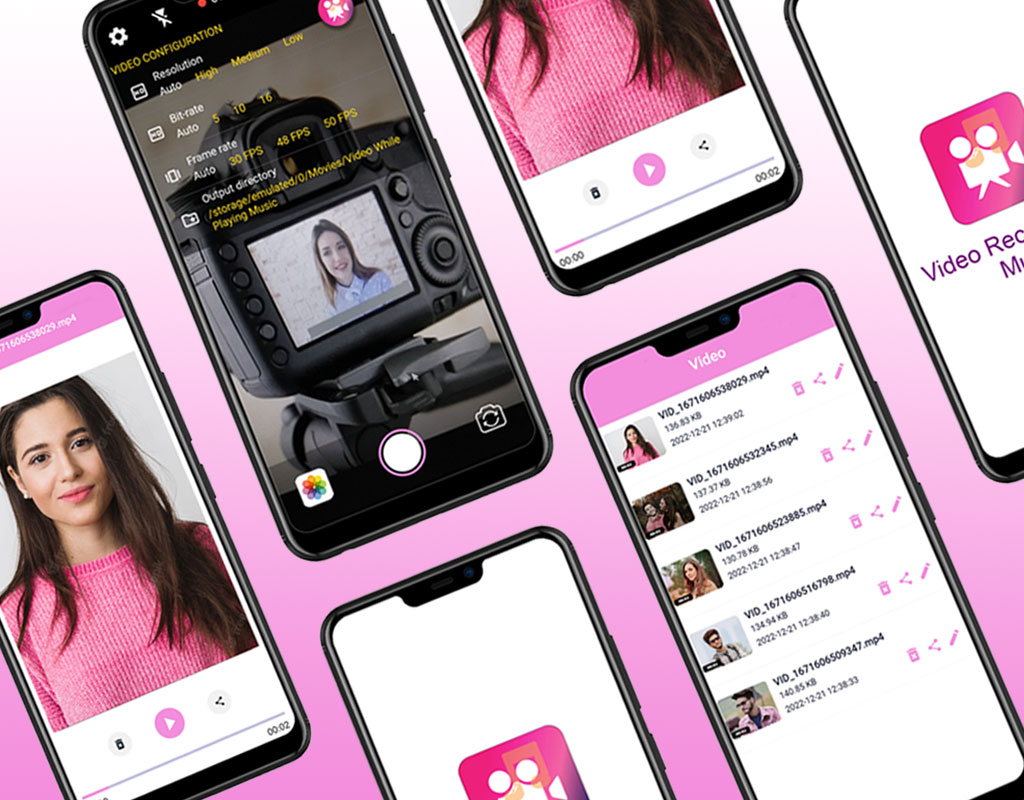 VIDEO CONFIGURATION
Resolution
Auto High Medium Low
Bit-rate
Auto 5 10 16
Frame rate
Auto 30 FPS 48 FPS 50 FPS
Output directory
/storage/emulated/0/Movies/Video While
Playing Music
00:00
00:02
Video Rec
Mu
71606538029.mp4
00:02
Video
VID_1671606538029.mp4
136.83 KB
2022-12-21 12:39:02
VID_1671606532345.mp4
137.37 KB
2022-12-21 12:38:56
VID_1671606523885.mp4
130.78 KB
2022-12-21 12:38:47
VID_1671606516798.mp4
134.94 KB
2022-12-21 12:38:40
VID_1671606509347.mp4
140.85 KB
2022-12-21 12:38:33